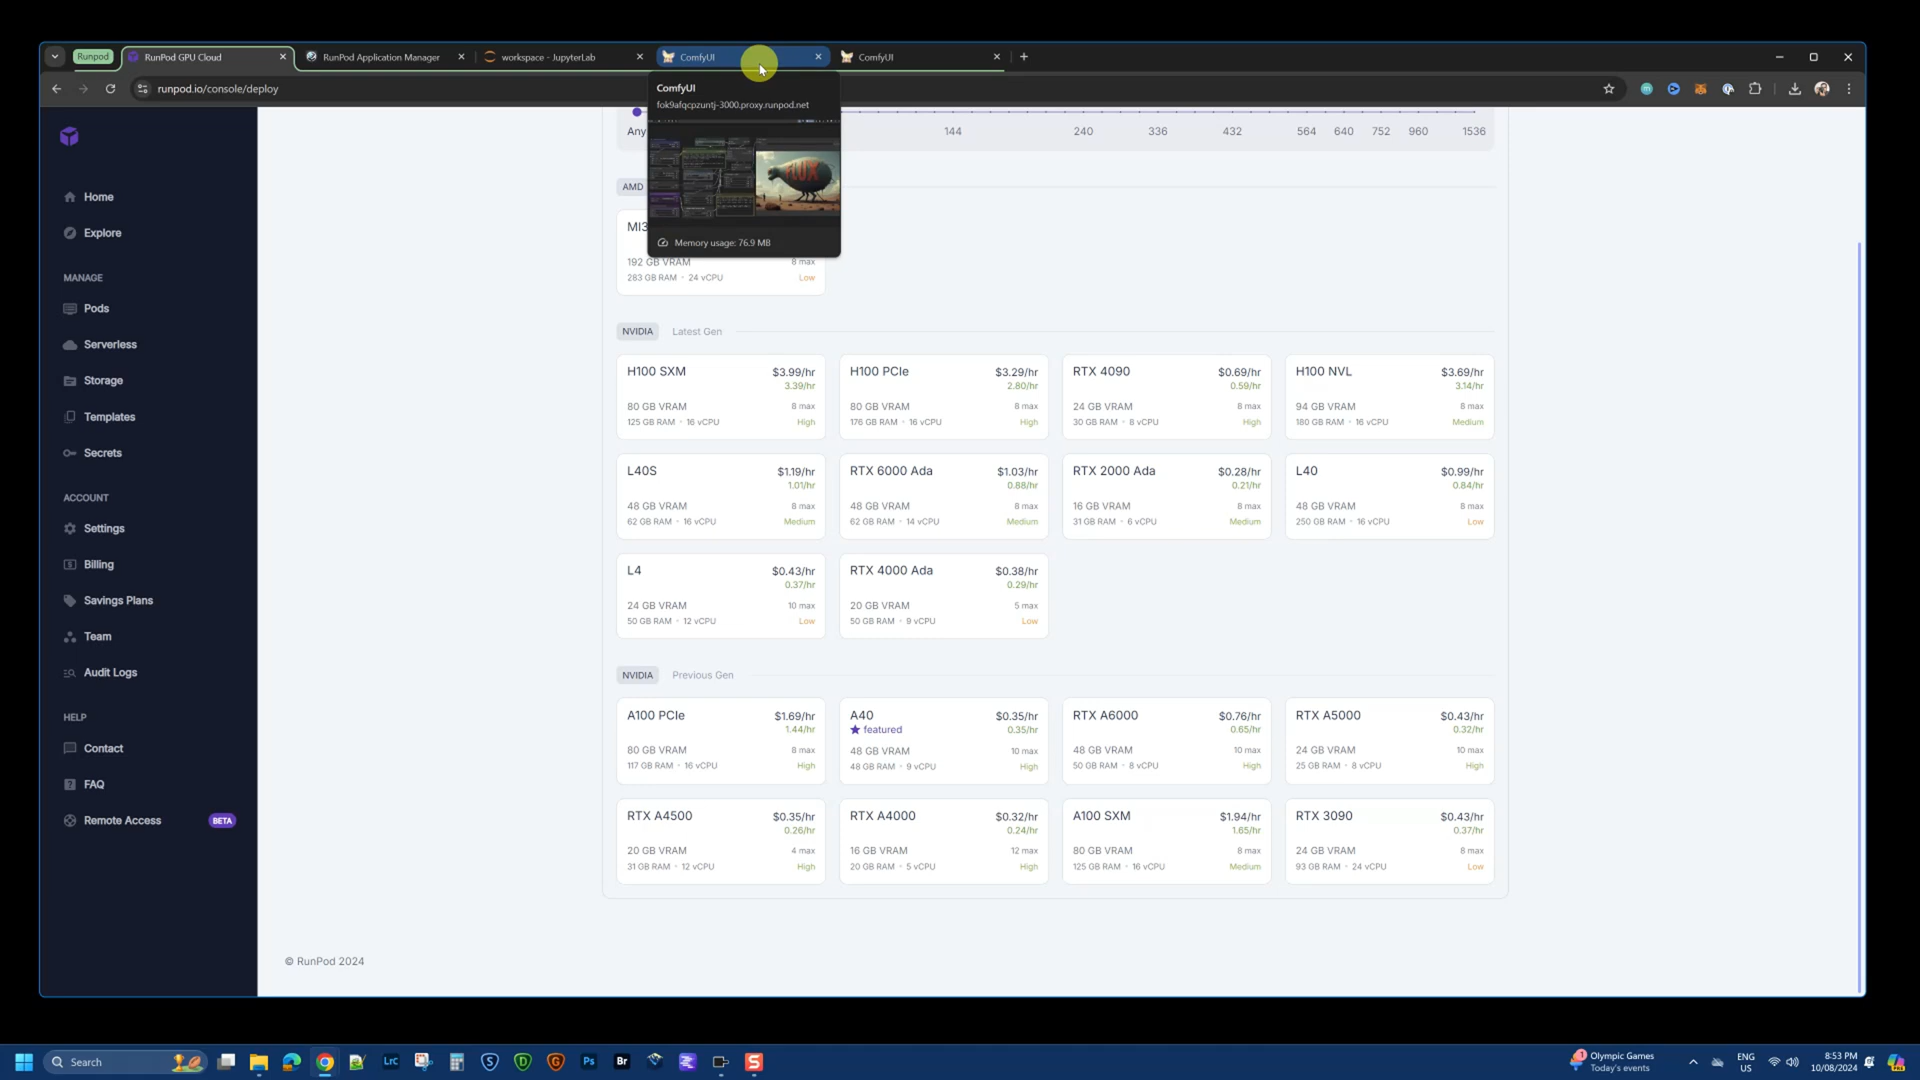 Runpod
RunPod GPU Cloud
RunPod Application Manager
workspace - JupyterLab
ComfyUI
ComfyUI
runpod.io/console/deploy
ComfyUI
fok9afqcpzuntj-3000.proxy.runpod.net
FLUX
Memory usage: 76.9 MB
Any
144
240
336
432
564
640
752
960
1536
AMD
MI3
192 GB VRAM
8 max
283 GB RAM • 24 vCPU
Low
Home
Explore
MANAGE
Pods
Serverless
Storage
Templates
Secrets
ACCOUNT
Settings
Billing
Savings Plans
Team
Audit Logs
HELP
Contact
FAQ
Remote Access BETA
NVIDIA Latest Gen
H100 SXM $3.99/hr
3.39/hr
80 GB VRAM 8 max
125 GB RAM • 16 vCPU High
H100 PCIe $3.29/hr
2.80/hr
80 GB VRAM 8 max
176 GB RAM • 16 vCPU High
RTX 4090 $0.69/hr
0.59/hr
24 GB VRAM 8 max
30 GB RAM • 8 vCPU High
H100 NVL $3.69/hr
3.14/hr
94 GB VRAM 8 max
180 GB RAM • 16 vCPU Medium
L40S $1.19/hr
1.01/hr
48 GB VRAM 8 max
62 GB RAM • 16 vCPU Medium
RTX 6000 Ada $1.03/hr
0.88/hr
48 GB VRAM 8 max
62 GB RAM • 14 vCPU Medium
RTX 2000 Ada $0.28/hr
0.21/hr
16 GB VRAM 8 max
31 GB RAM • 6 vCPU Medium
L40 $0.99/hr
0.84/hr
48 GB VRAM 8 max
250 GB RAM • 16 vCPU Low
L4 $0.43/hr
0.37/hr
24 GB VRAM 10 max
50 GB RAM • 12 vCPU Low
RTX 4000 Ada $0.38/hr
0.29/hr
20 GB VRAM 5 max
50 GB RAM • 9 vCPU Low
NVIDIA Previous Gen
A100 PCIe $1.69/hr
1.44/hr
80 GB VRAM 8 max
117 GB RAM • 16 vCPU High
A40 $0.35/hr
featured 0.35/hr
48 GB VRAM 10 max
48 GB RAM • 9 vCPU High
RTX A6000 $0.76/hr
0.65/hr
48 GB VRAM 10 max
50 GB RAM • 8 vCPU High
RTX A5000 $0.43/hr
0.32/hr
24 GB VRAM 10 max
25 GB RAM • 8 vCPU High
RTX A4500 $0.35/hr
0.26/hr
20 GB VRAM 4 max
31 GB RAM • 12 vCPU High
RTX A4000 $0.32/hr
0.24/hr
16 GB VRAM 12 max
20 GB RAM • 5 vCPU High
A100 SXM $1.94/hr
1.65/hr
80 GB VRAM 8 max
125 GB RAM • 16 vCPU Medium
RTX 3090 $0.43/hr
0.37/hr
24 GB VRAM 8 max
93 GB RAM • 24 vCPU Low
© RunPod 2024
Search
LrC
S
D
G
Ps
Br
S
1
Olympic Games
Today's events
ENG
US
8:53 PM
10/08/2024